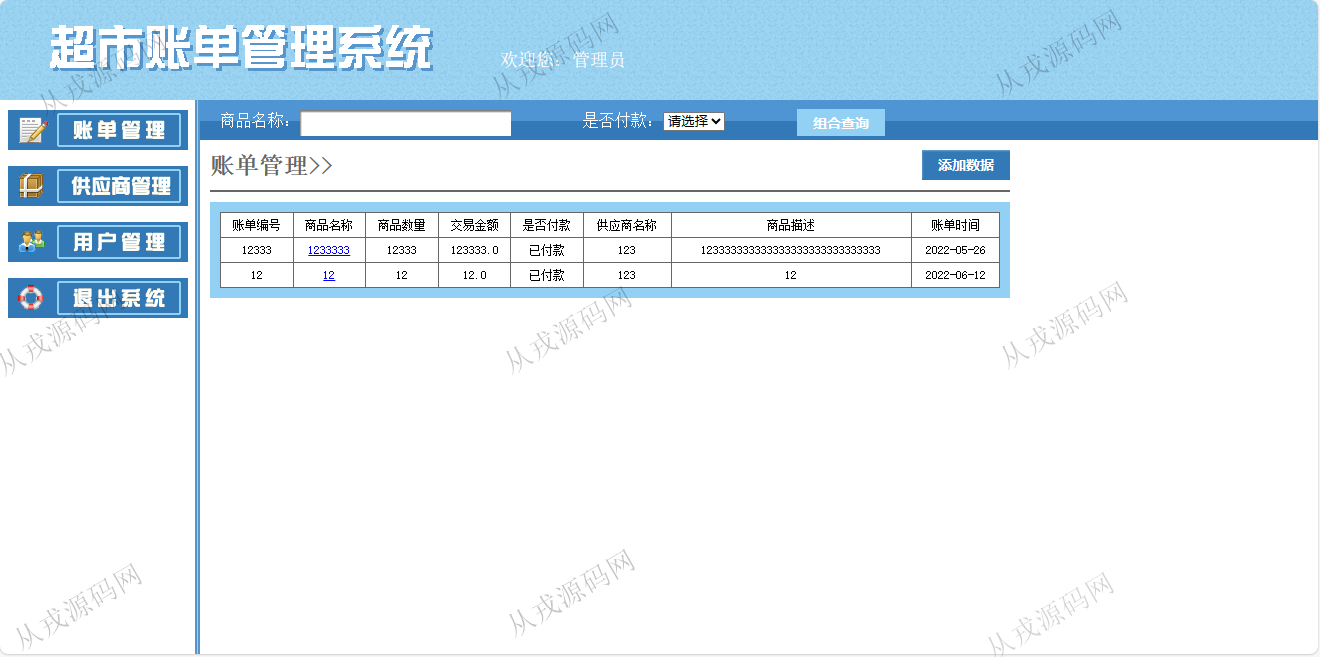 超市账单管理系统
欢迎您：管理员
账单管理
供应商管理
用户管理
退出系统
商品名称： 是否付款： 请选择 组合查询
账单管理>> 添加数据
账单编号 商品名称 商品数量 交易金额 是否付款 供应商名称 商品描述 账单时间
12333 1233333 12333 123333.0 已付款 123 123333333333333333333333333333 2022-05-26
12 12 12 12.0 已付款 123 12 2022-06-12
从戎源码网
从戎源码网
从戎源码网
从戎源码网
从戎源码网
从戎源码网
从戎源码网
从戎源码网
从戎源码网